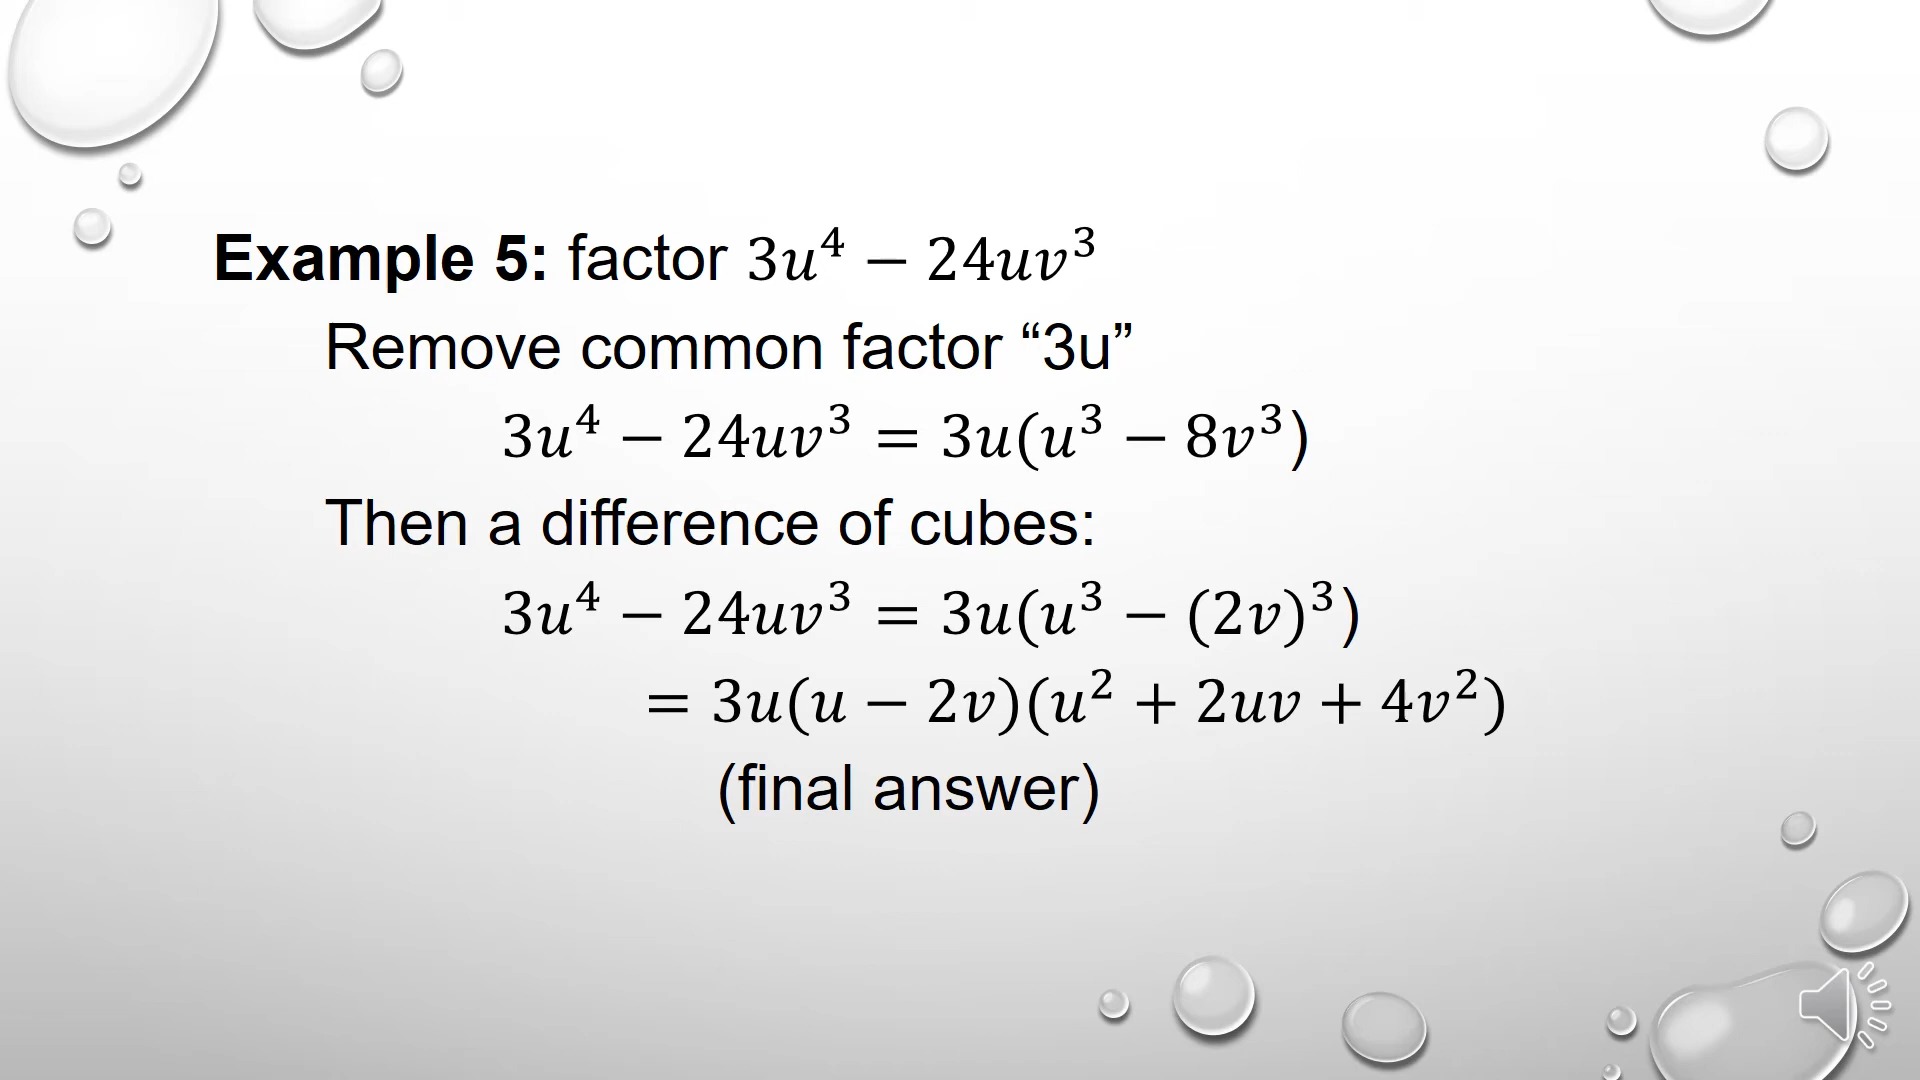 Example 5: factor 3u⁴ − 24uv³
Remove common factor “3u”
3u⁴ − 24uv³ = 3u(u³ − 8v³)
Then a difference of cubes:
3u⁴ − 24uv³ = 3u(u³ − (2v)³)
= 3u(u − 2v)(u² + 2uv + 4v²)
(final answer)